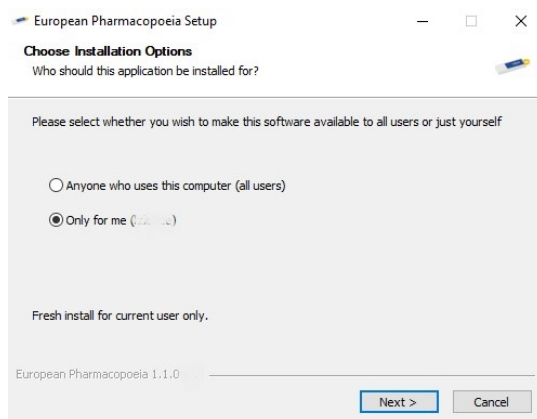 European Pharmacopoeia Setup
Choose Installation Options
Who should this application be installed for?
Please select whether you wish to make this software available to all users or just yourself
Anyone who uses this computer (all users)
Only for me (       )
Fresh install for current user only.
European Pharmacopoeia 1.1.0
Next >
Cancel